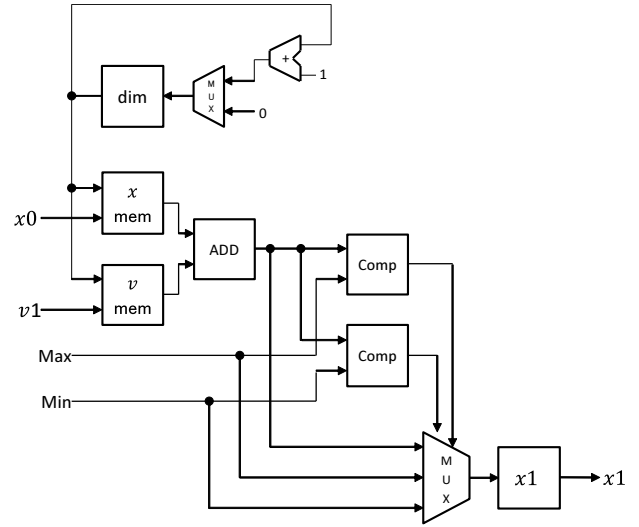 +
1
dim
M
U
X
0
x
mem
x0
ADD
Comp
v
mem
v1
Max
Comp
Min
M
U
X
x1
x1